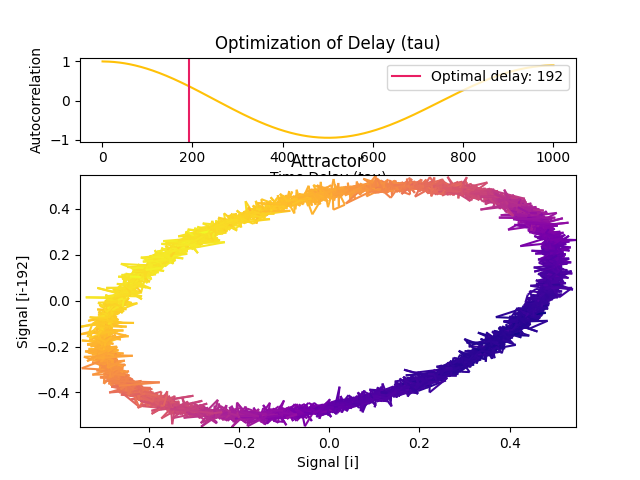 Optimization of Delay (tau)
Autocorrelation
1
0
−1
Optimal delay: 192
0
200
400
600
800
1000
Time Delay (tau)
Attractor
Signal [i-192]
0.4
0.2
0.0
−0.2
−0.4
−0.4
−0.2
0.0
0.2
0.4
Signal [i]